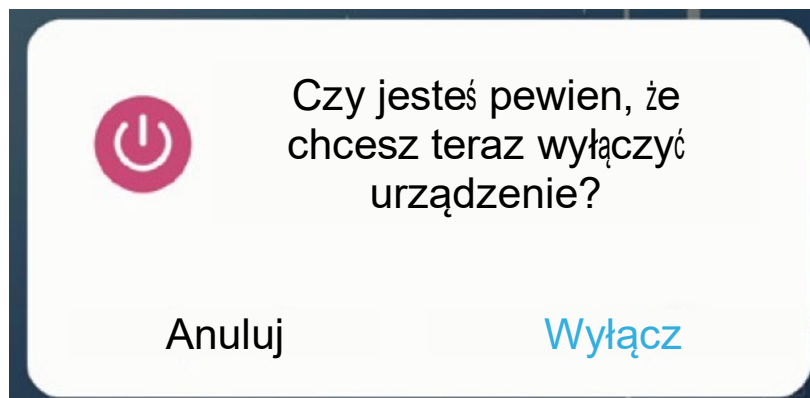 Czy jesteś pewien, że
chcesz teraz wyłączyć
urządzenie?
Anuluj
Wyłącz